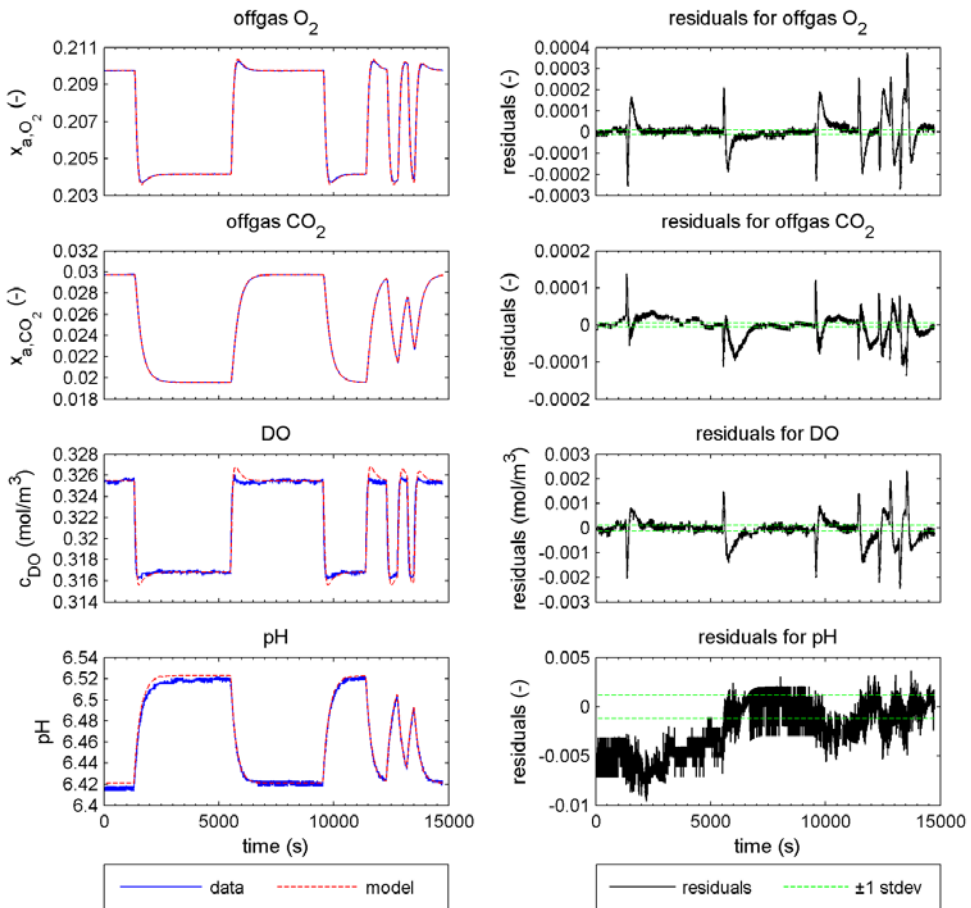 offgas O2
residuals for offgas O2
xa,O2 (-)
0.211
0.209
0.207
0.205
0.203
residuals (-)
0.0004
0.0003
0.0002
0.0001
0
-0.0001
-0.0002
-0.0003
offgas CO2
residuals for offgas CO2
xa,CO2 (-)
0.032
0.03
0.028
0.026
0.024
0.022
0.02
0.018
residuals (-)
0.0002
0.0001
0
-0.0001
-0.0002
DO
residuals for DO
cDO (mol/m3)
0.328
0.326
0.324
0.322
0.32
0.318
0.316
0.314
residuals (mol/m3)
0.003
0.002
0.001
0
-0.001
-0.002
-0.003
pH
residuals for pH
pH
6.54
6.52
6.5
6.48
6.46
6.44
6.42
6.4
0 5000 10000 15000
time (s)
residuals (-)
0.005
0
-0.005
-0.01
0 5000 10000 15000
time (s)
data model
residuals ±1 stdev